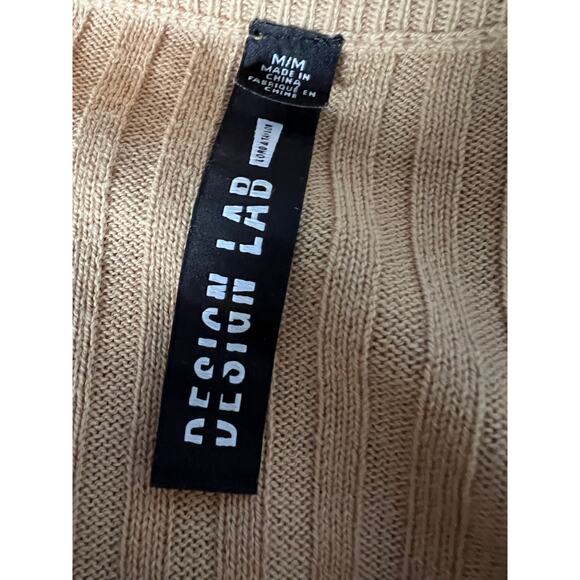 M/M
MADE IN
CHINA
FABRIQUÉ EN
CHINE
DESIGN LAB
LORD & TAYLOR